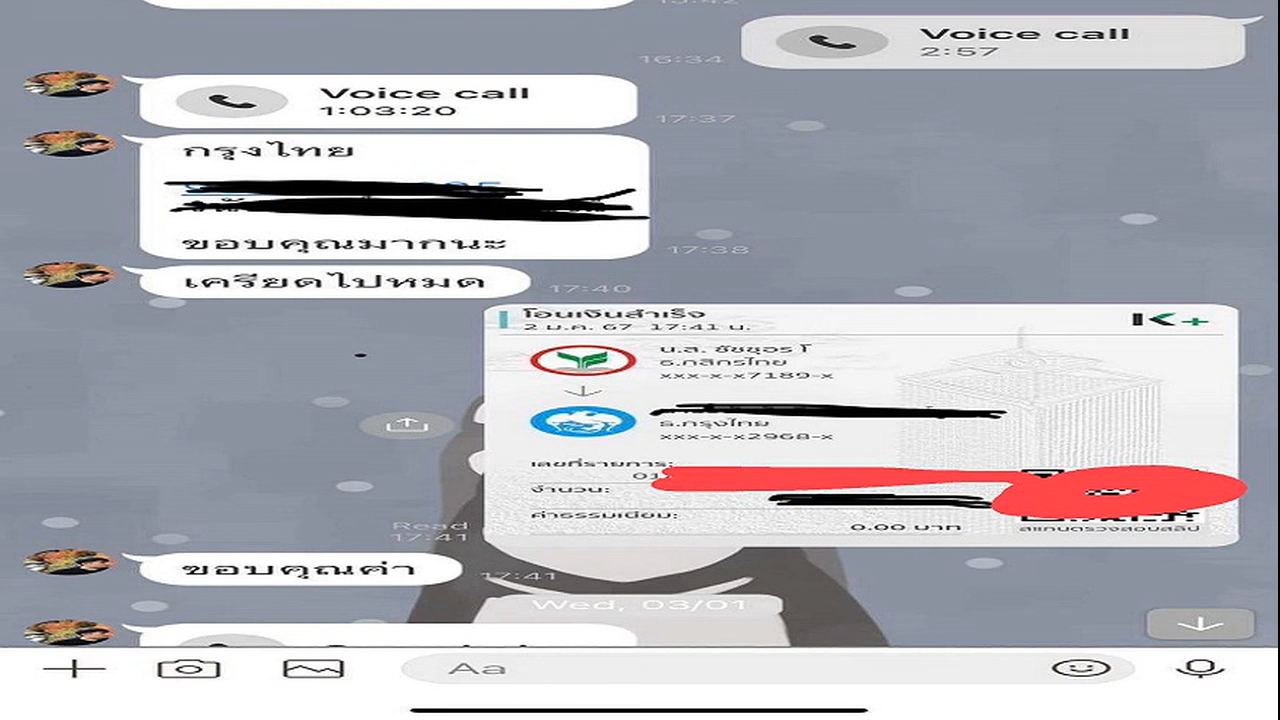 Voice call
2:57
16:34
Voice call
1:03:20
17:37
กรุงไทย
ขอบคุณมากนะ
17:38
เครียดไปหมด
17:40
โอนเงินสำเร็จ
2 ม.ค. 67 17:41 น.
K+
น.ส. ชัชชุอร โ
ธ.กสิกรไทย
xxx-x-x7189-x
ธ.กรุงไทย
xxx-x-x2968-x
เลขที่รายการ:
01
จำนวน:
ค่าธรรมเนียม:
0.00 บาท
สแกนตรวจสอบสลิป
Read
17:41
ขอบคุณค่า
17:41
Wed, 03/01
Aa